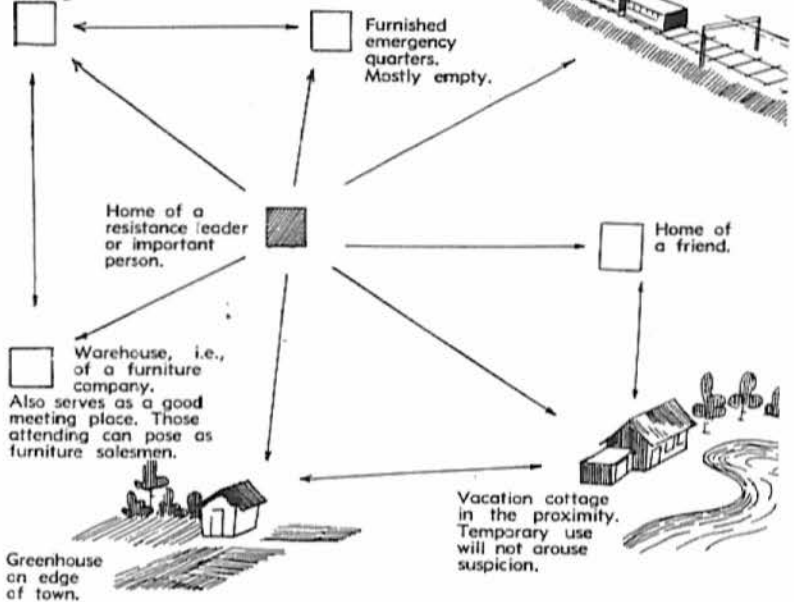 Furnished
emergency
quarters.
Mostly empty.
Home of a
resistance leader
or important
person.
Home of
a friend.
Warehouse, i.e.,
of a furniture
company.
Also serves as a good
meeting place. Those
attending can pose as
furniture salesmen.
Vacation cottage
in the proximity.
Temporary use
will not arouse
suspicion.
Greenhouse
on edge
of town.